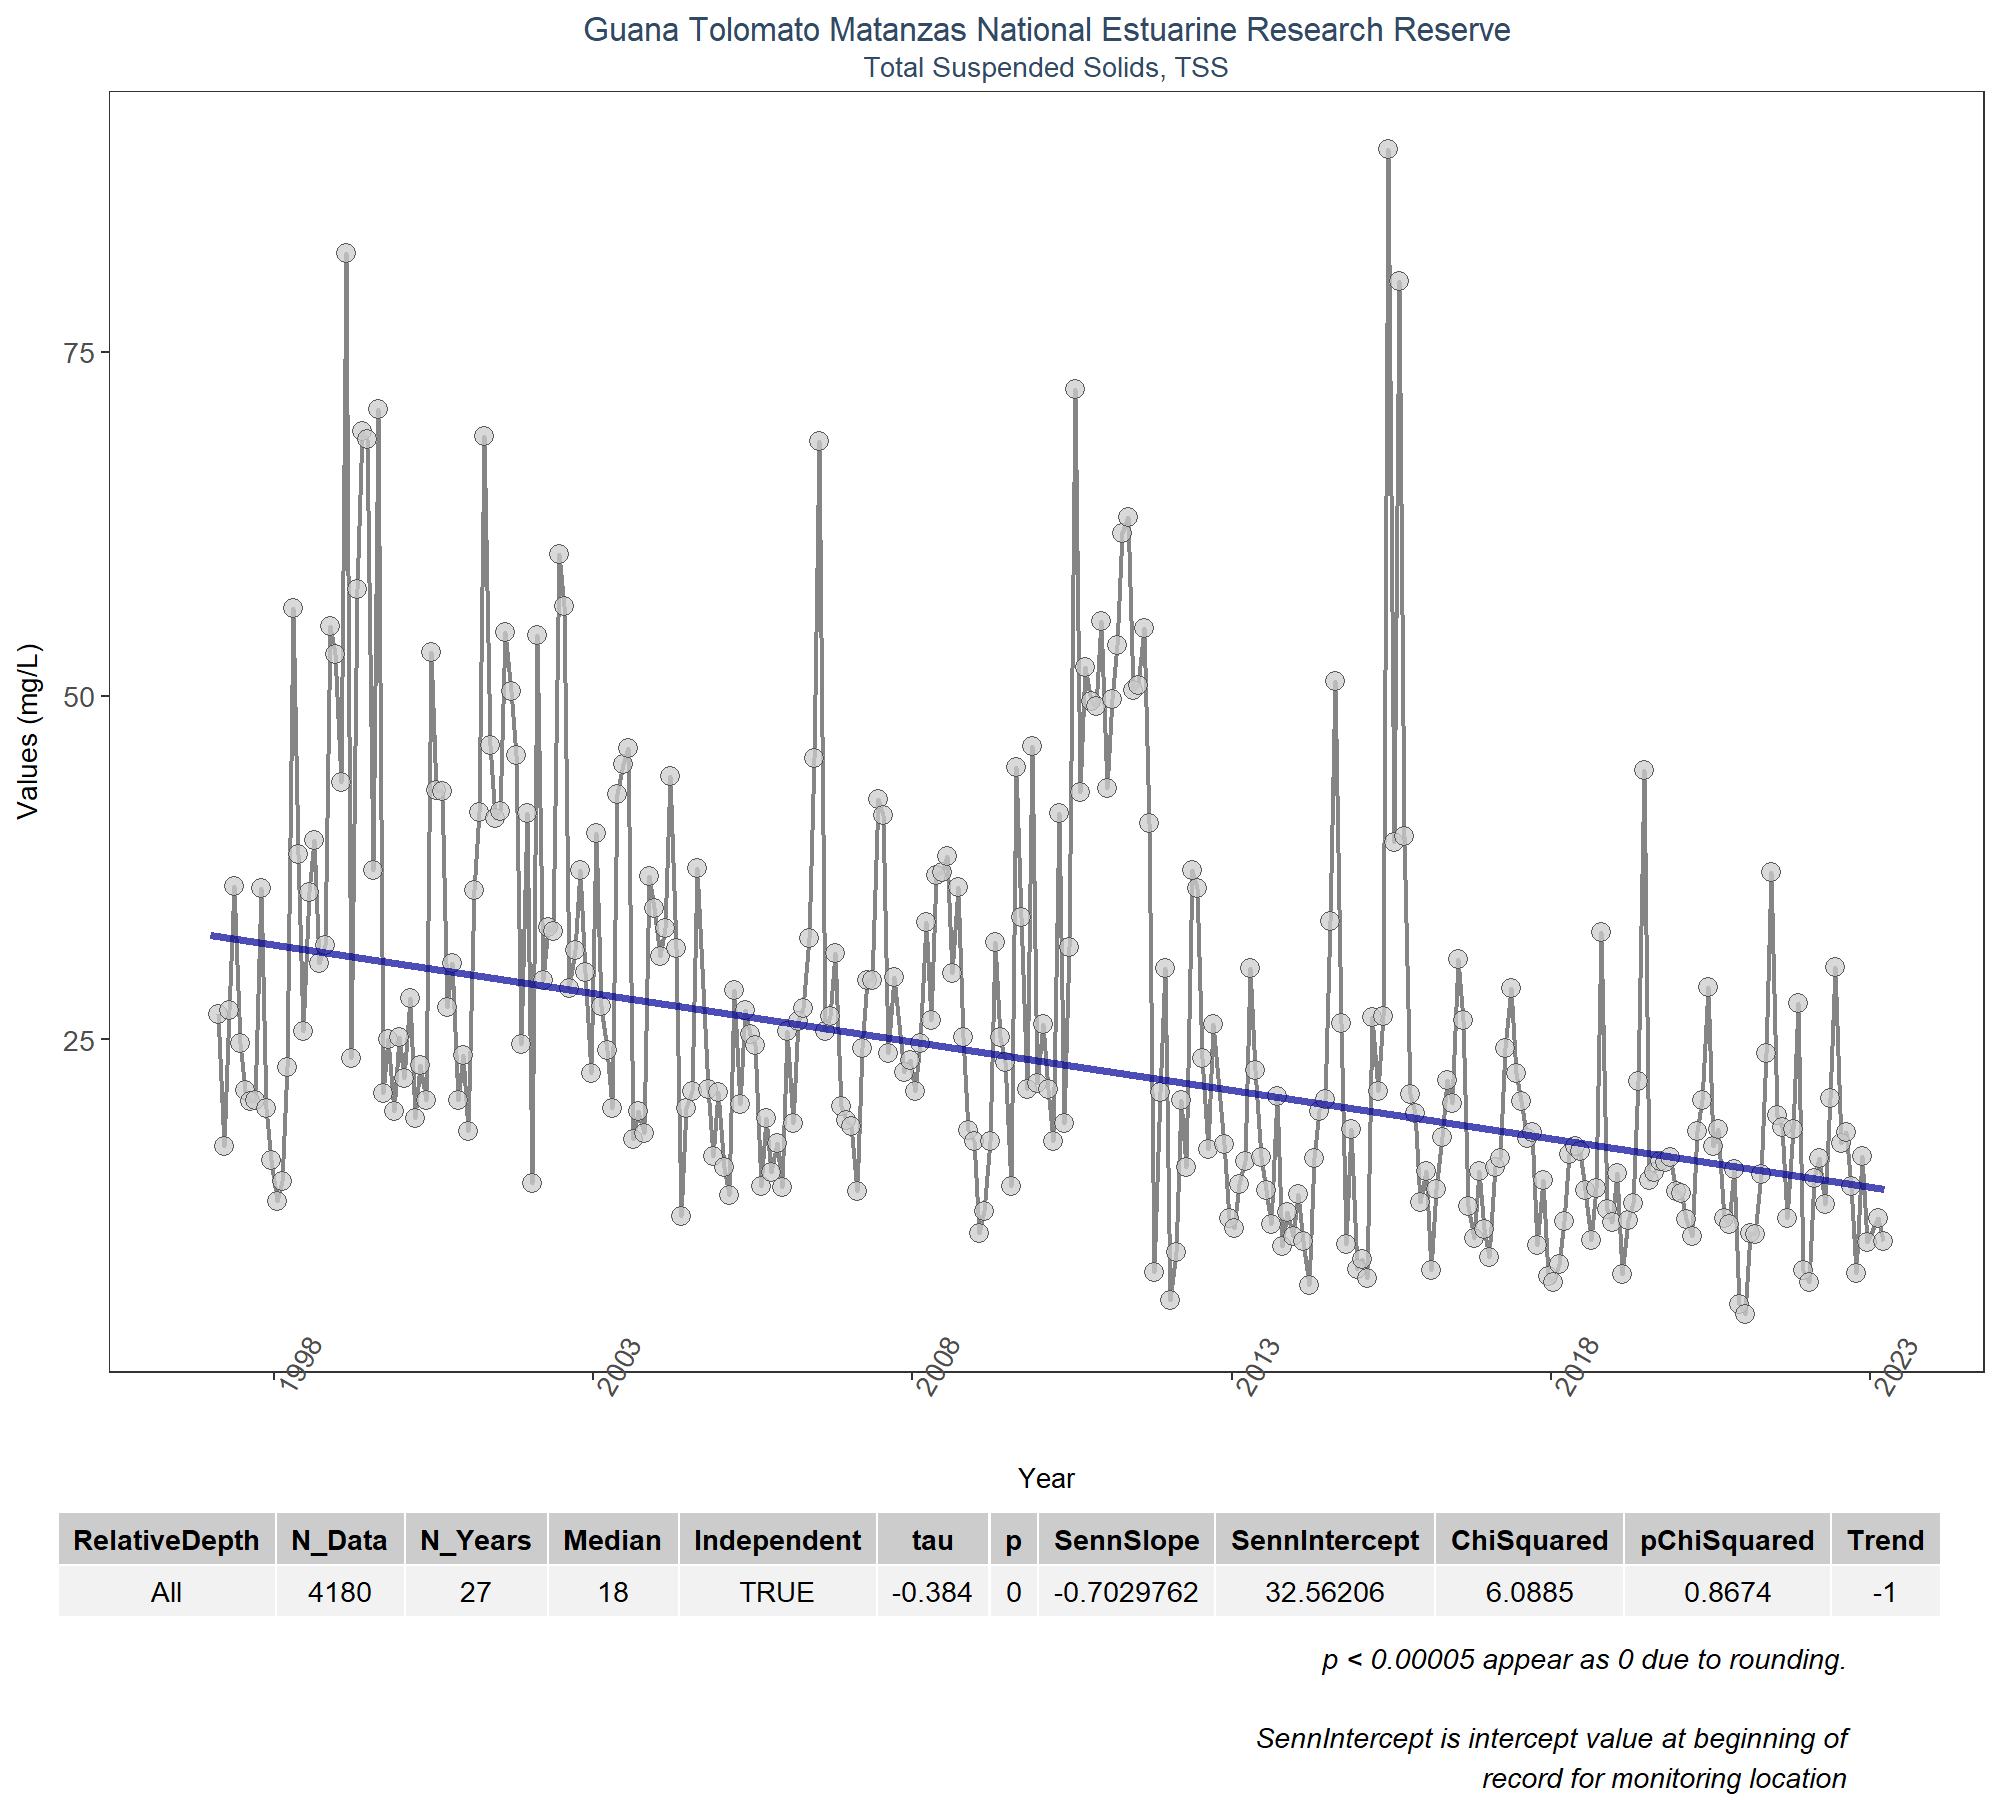 Guana Tolomato Matanzas National Estuarine Research Reserve
Total Suspended Solids, TSS
Values (mg/L)
75
50
25
1998
2003
2008
2013
2018
2023
Year
RelativeDepth N_Data N_Years Median Independent tau p SennSlope SennIntercept ChiSquared pChiSquared Trend
All 4180 27 18 TRUE -0.384 0 -0.7029762 32.56206 6.0885 0.8674 -1
p < 0.00005 appear as 0 due to rounding.
SennIntercept is intercept value at beginning of
record for monitoring location